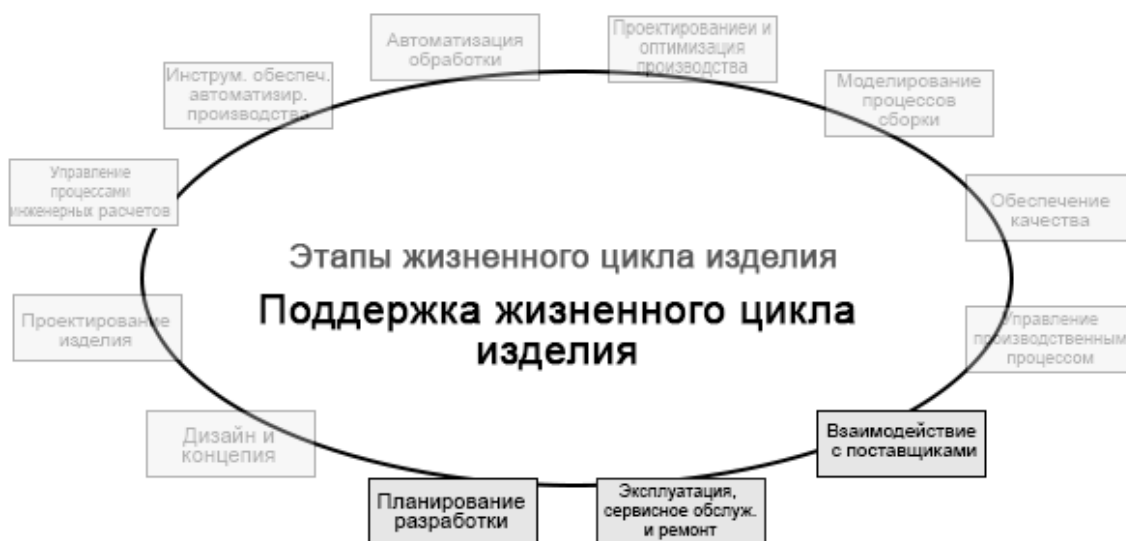 Автоматизация
обработки
Проектированиеи и
оптимизация
производства
Инструм. обеспеч.
автоматизир.
производства
Моделирование
процессов
сборки
Управление
процессами
инженерных расчетов
Обеспечение
качества
Этапы жизненного цикла изделия
Поддержка жизненного цикла
изделия
Проектирование
изделия
Управление
производственным
процессом
Дизайн и
концепия
Взаимодействие
с поставщиками
Планирование
разработки
Эксплуатация,
сервисное обслуж.
и ремонт